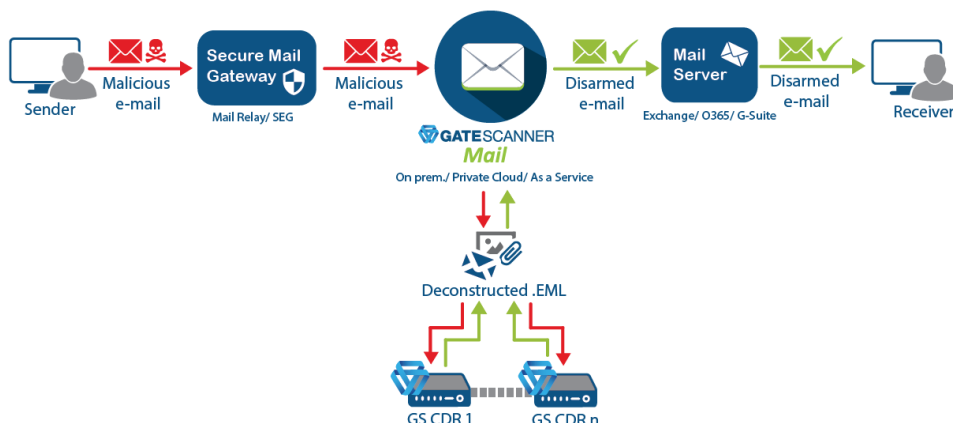 Sender
Malicious
e-mail
Secure Mail
Gateway
Mail Relay/ SEG
Malicious
e-mail
GATESCANNER
Mail
On prem./ Private Cloud/ As a Service
Disarmed
e-mail
Mail
Server
Exchange/ O365/ G-Suite
Disarmed
e-mail
Receiver
Deconstructed .EML
GS CDR 1
GS CDR n